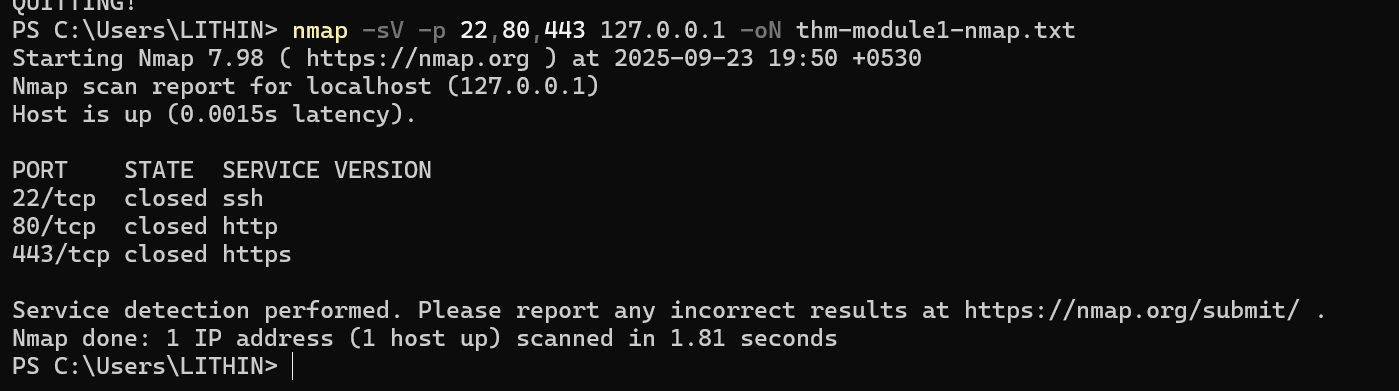 QUITTING!
PS C:\Users\LITHIN> nmap -sV -p 22,80,443 127.0.0.1 -oN thm-module1-nmap.txt
Starting Nmap 7.98 ( https://nmap.org ) at 2025-09-23 19:50 +0530
Nmap scan report for localhost (127.0.0.1)
Host is up (0.0015s latency).

PORT    STATE  SERVICE VERSION
22/tcp  closed ssh
80/tcp  closed http
443/tcp closed https

Service detection performed. Please report any incorrect results at https://nmap.org/submit/ .
Nmap done: 1 IP address (1 host up) scanned in 1.81 seconds
PS C:\Users\LITHIN>